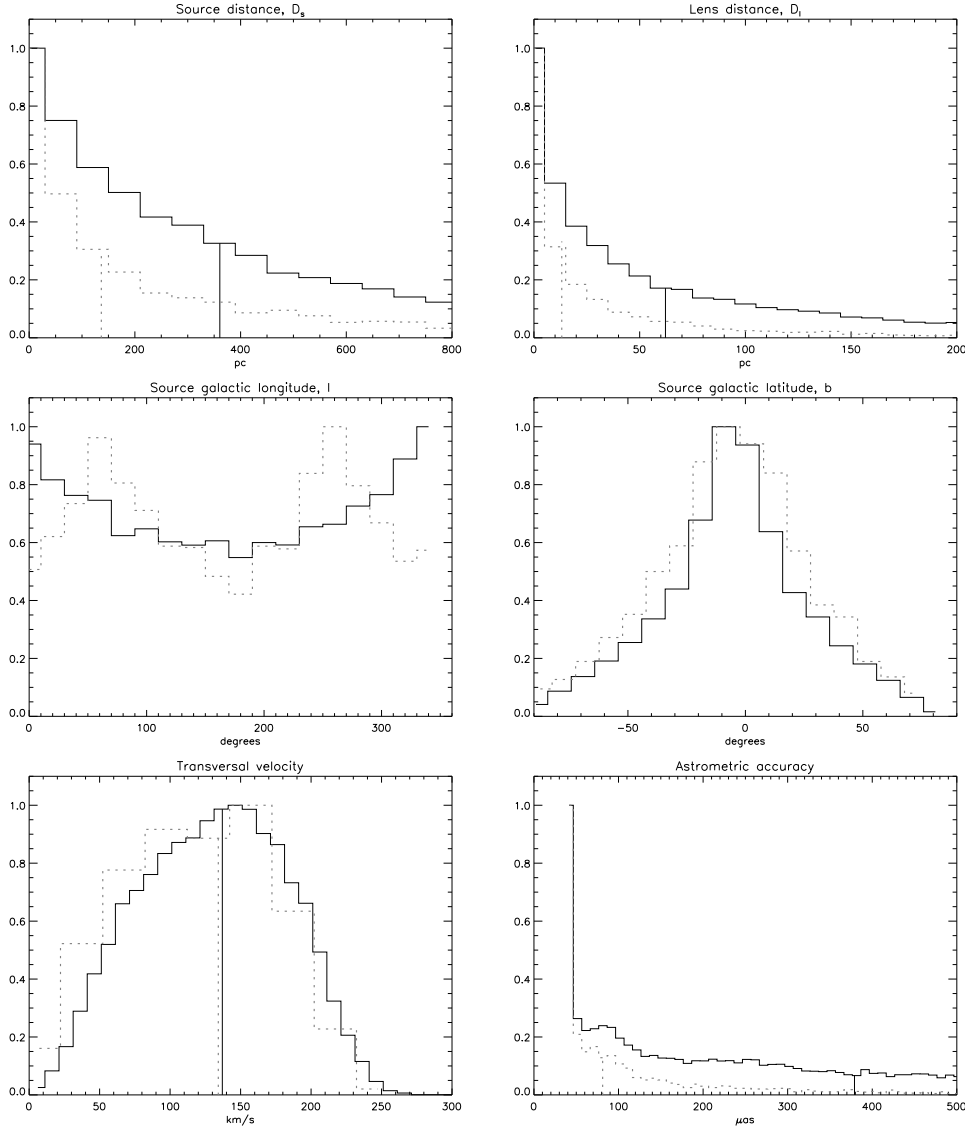 Source distance, Ds
1.0
0.8
0.6
0.4
0.2
0.0
0 200 400 600 800
pc
Lens distance, Dl
1.0
0.8
0.6
0.4
0.2
0.0
0 50 100 150 200
pc
Source galactic longitude, l
1.0
0.8
0.6
0.4
0.2
0.0
0 100 200 300
degrees
Source galactic latitude, b
1.0
0.8
0.6
0.4
0.2
0.0
−50 0 50
degrees
Transversal velocity
1.0
0.8
0.6
0.4
0.2
0.0
0 50 100 150 200 250 300
km/s
Astrometric accuracy
1.0
0.8
0.6
0.4
0.2
0.0
0 100 200 300 400 500
μas